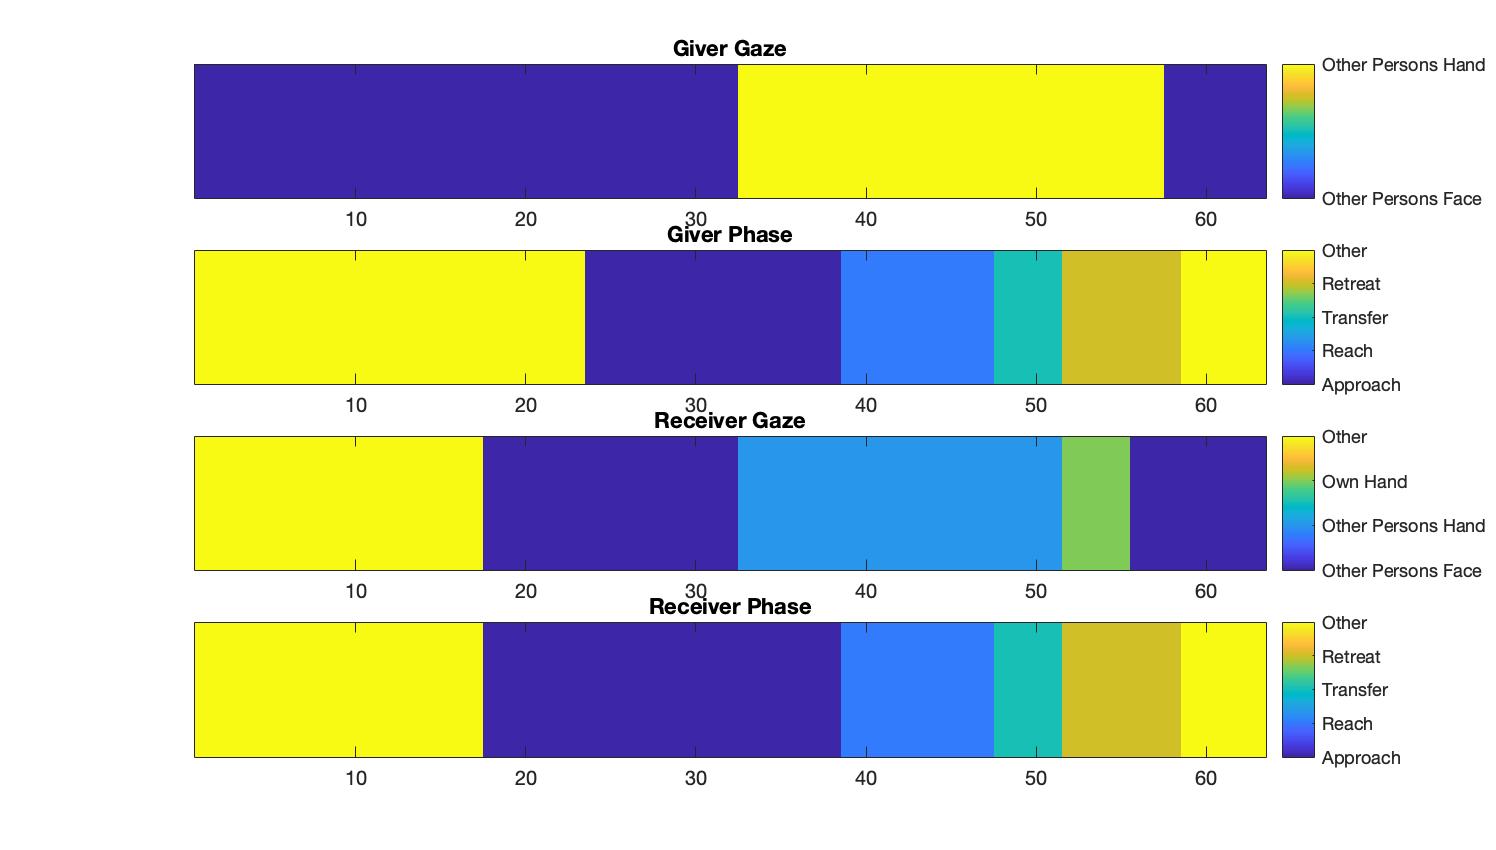 Giver Gaze
Other Persons Hand
Other Persons Face
10 20 30 40 50 60
Giver Phase
Other
Retreat
Transfer
Reach
Approach
10 20 30 40 50 60
Receiver Gaze
Other
Own Hand
Other Persons Hand
Other Persons Face
10 20 30 40 50 60
Receiver Phase
Other
Retreat
Transfer
Reach
Approach
10 20 30 40 50 60